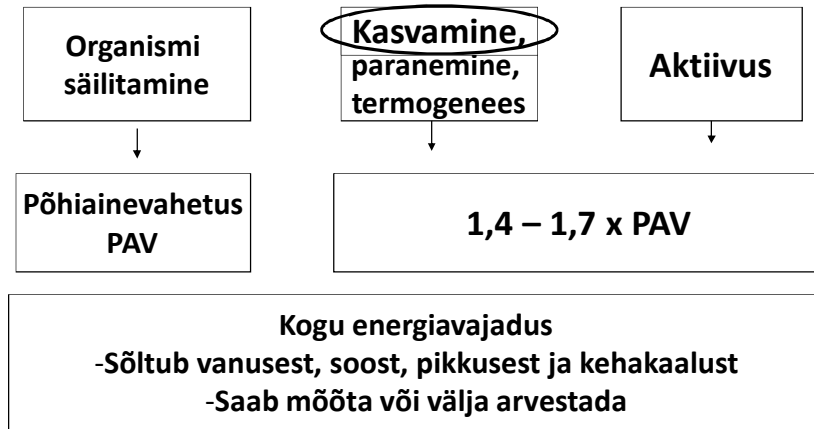 Organismi
säilitamine
Kasvamine,
paranemine,
termogenees
Aktiivus
Põhiainevahetus
PAV
1,4 – 1,7 x PAV
Kogu energiavajadus
-Sõltub vanusest, soost, pikkusest ja kehakaalust
-Saab mõõta või välja arvestada